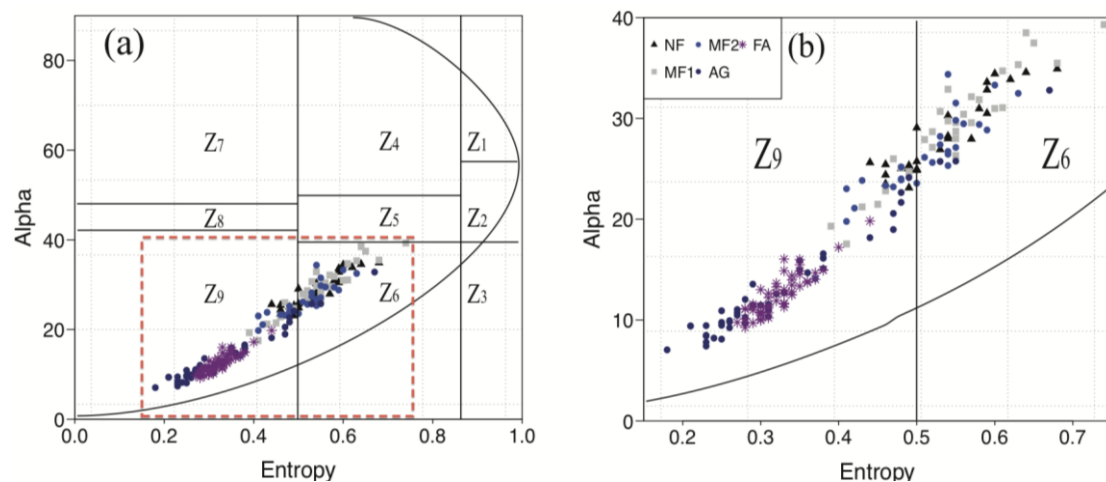 (a)
80
60
40
20
0
Alpha
Z7
Z4
Z1
Z8
Z5
Z2
Z9
Z6
Z3
0.0 0.2 0.4 0.6 0.8 1.0
Entropy
(b)
40
30
20
10
0
Alpha
NF MF2 FA
MF1 AG
Z9
Z6
0.2 0.3 0.4 0.5 0.6 0.7
Entropy